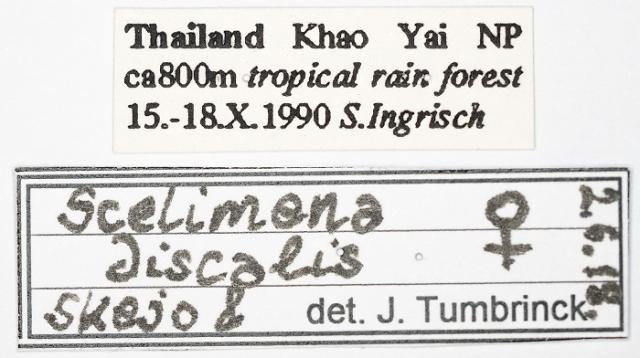 Thailand Khao Yai NP
ca800m tropical rain forest
15.-18.X.1990 S.Ingrisch
Scelimena ♀
discalis
Skejo & det. J. Tumbrinck